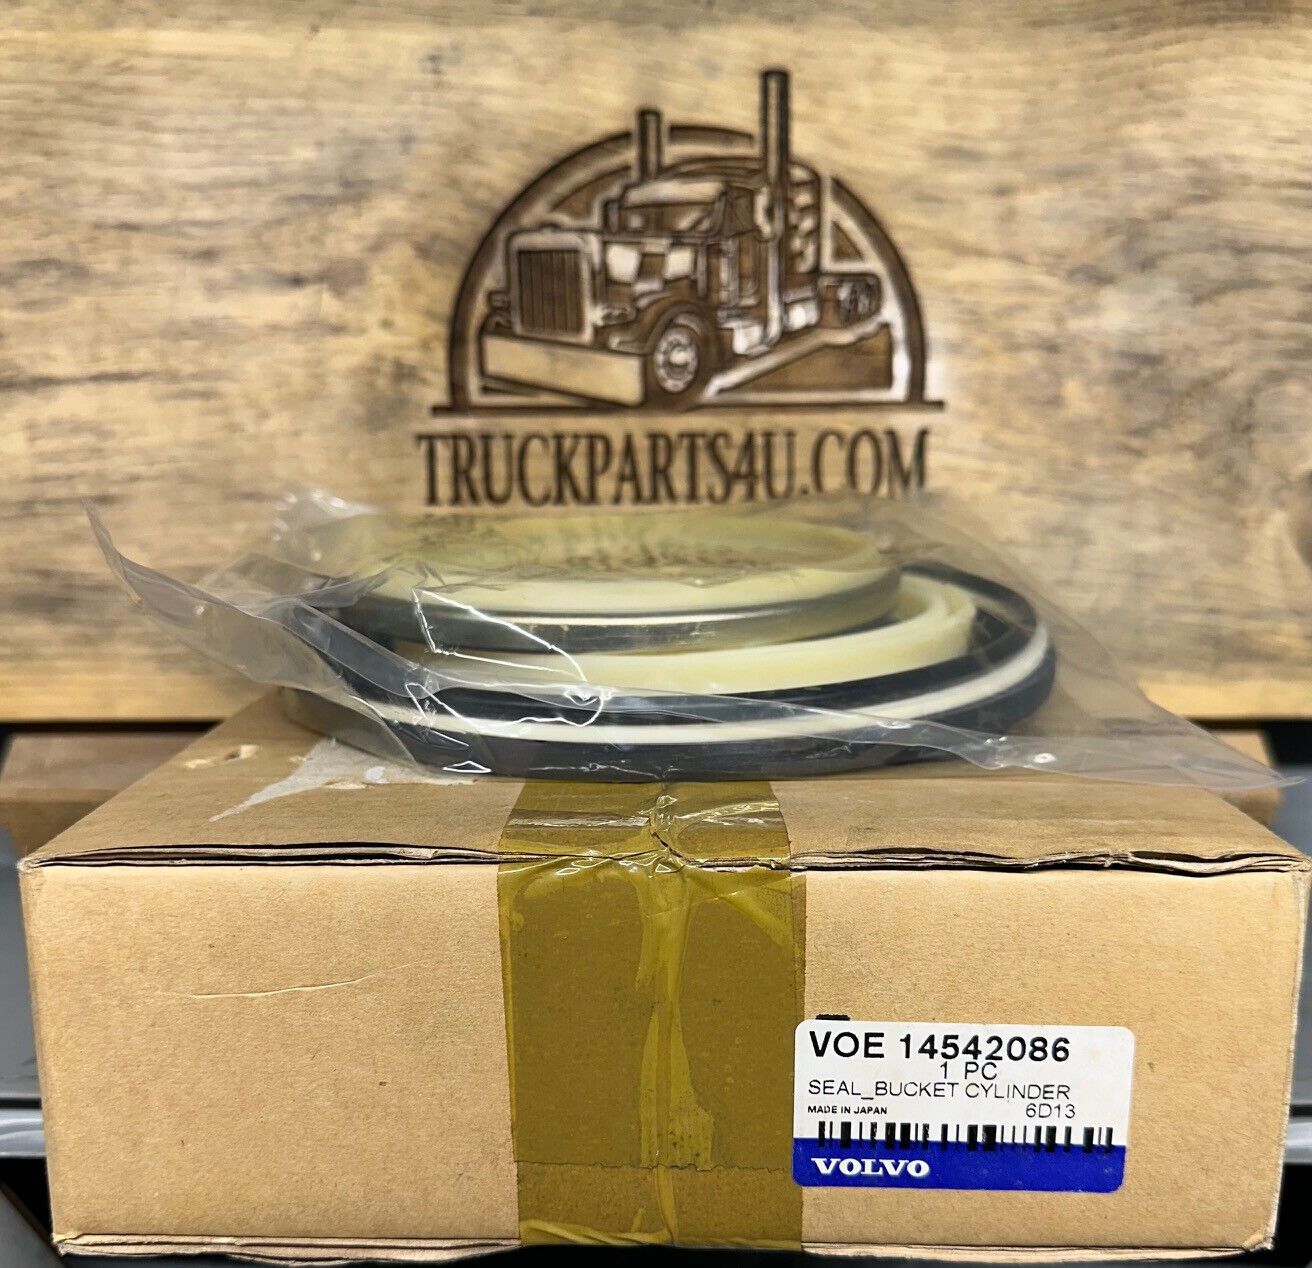 TRUCKPARTS4U.COM
VOE 14542086
1 PC
SEAL_BUCKET CYLINDER
MADE IN JAPAN 6D13
VOLVO